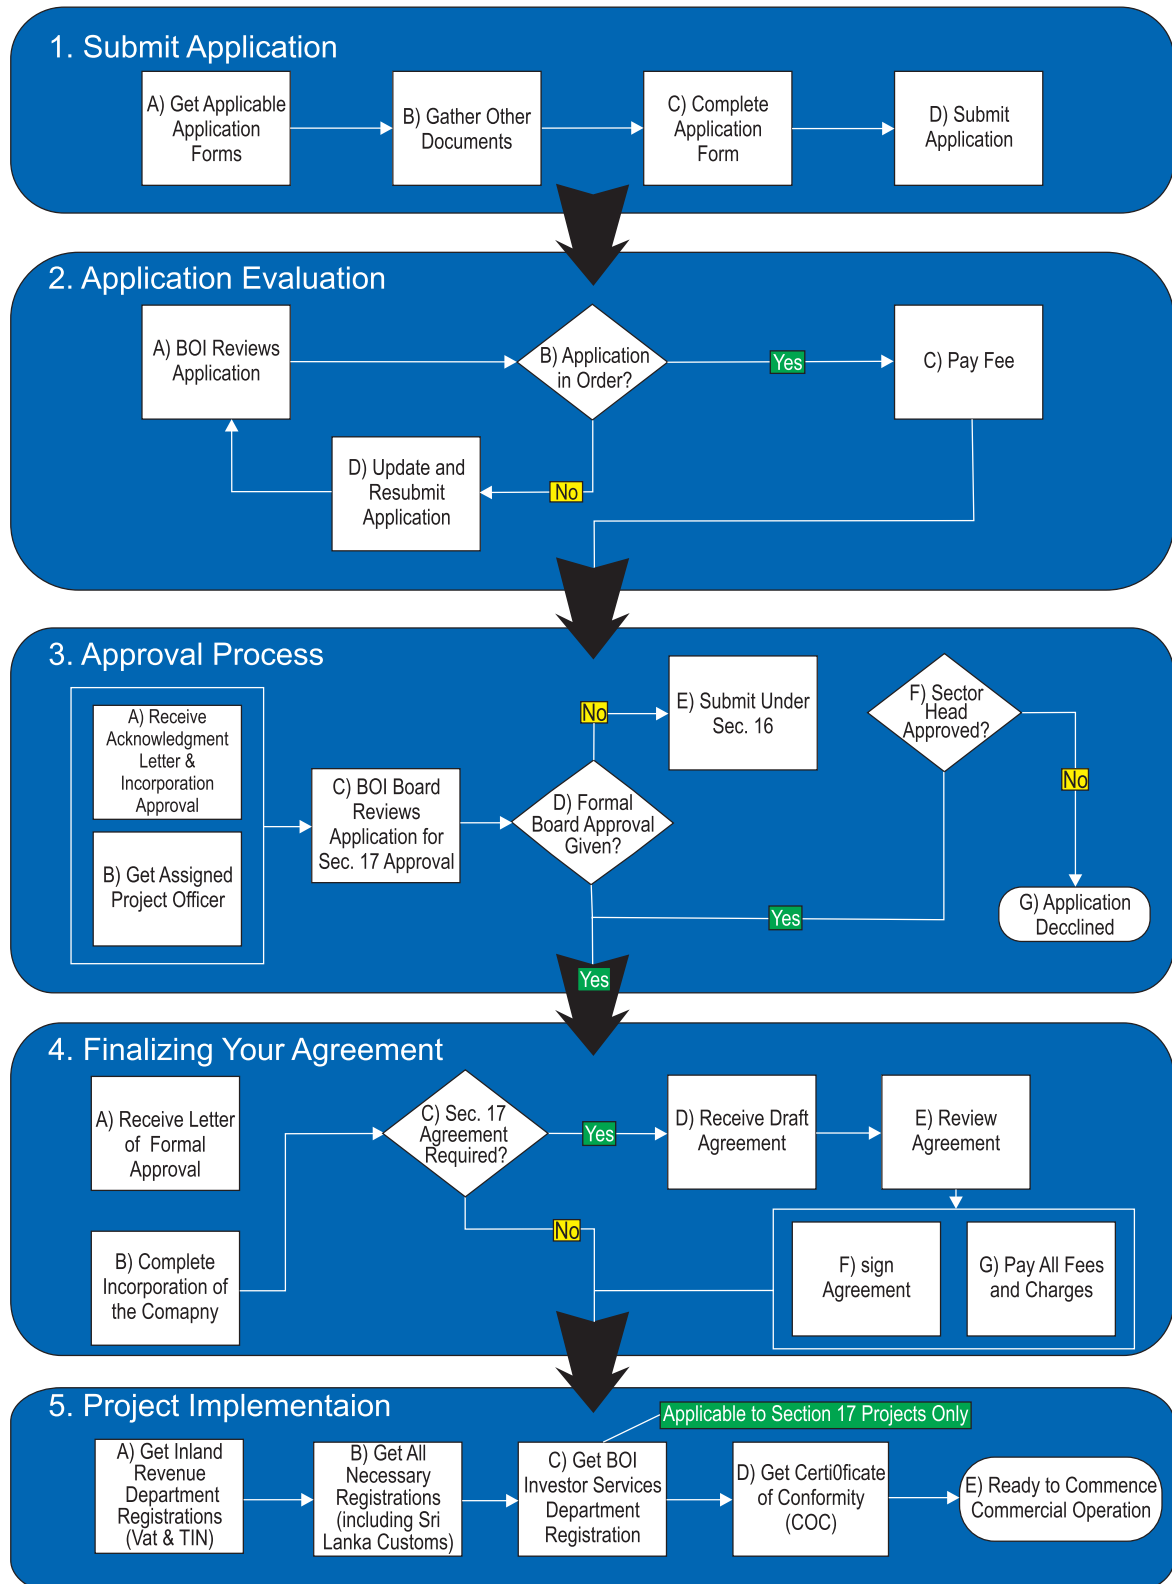 1. Submit Application
A) Get Applicable
Application
Forms
B) Gather Other
Documents
C) Complete
Application
Form
D) Submit
Application
2. Application Evaluation
A) BOI Reviews
Application
B) Application
in Order?
Yes
C) Pay Fee
D) Update and
Resubmit
Application
No
3. Approval Process
A) Receive
Acknowledgment
Letter &
Incorporation
Approval
B) Get Assigned
Project Officer
C) BOI Board
Reviews
Application for
Sec. 17 Approval
D) Formal
Board Approval
Given?
No
E) Submit Under
Sec. 16
F) Sector
Head
Approved?
No
G) Application
Decclined
Yes
Yes
4. Finalizing Your Agreement
A) Receive Letter
of Formal
Approval
B) Complete
Incorporation of
the Comapny
C) Sec. 17
Agreement
Required?
Yes
D) Receive Draft
Agreement
E) Review
Agreement
No
F) sign
Agreement
G) Pay All Fees
and Charges
5. Project Implementaion
Applicable to Section 17 Projects Only
A) Get Inland
Revenue
Department
Registrations
(Vat & TIN)
B) Get All
Necessary
Registrations
(including Sri
Lanka Customs)
C) Get BOI
Investor Services
Department
Registration
D) Get Certi0ficate
of Conformity
(COC)
E) Ready to Commence
Commercial Operation